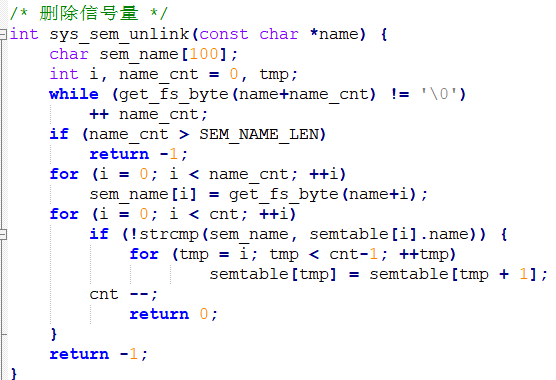 /* 删除信号量 */
int sys_sem_unlink(const char *name) {
    char sem_name[100];
    int i, name_cnt = 0, tmp;
    while (get_fs_byte(name+name_cnt) != '\0')
        ++ name_cnt;
    if (name_cnt > SEM_NAME_LEN)
        return -1;
    for (i = 0; i < name_cnt; ++i)
        sem_name[i] = get_fs_byte(name+i);
    for (i = 0; i < cnt; ++i)
        if (!strcmp(sem_name, semtable[i].name)) {
            for (tmp = i; tmp < cnt-1; ++tmp)
                    semtable[tmp] = semtable[tmp + 1];
        cnt --;
            return 0;
    }
    return -1;
}